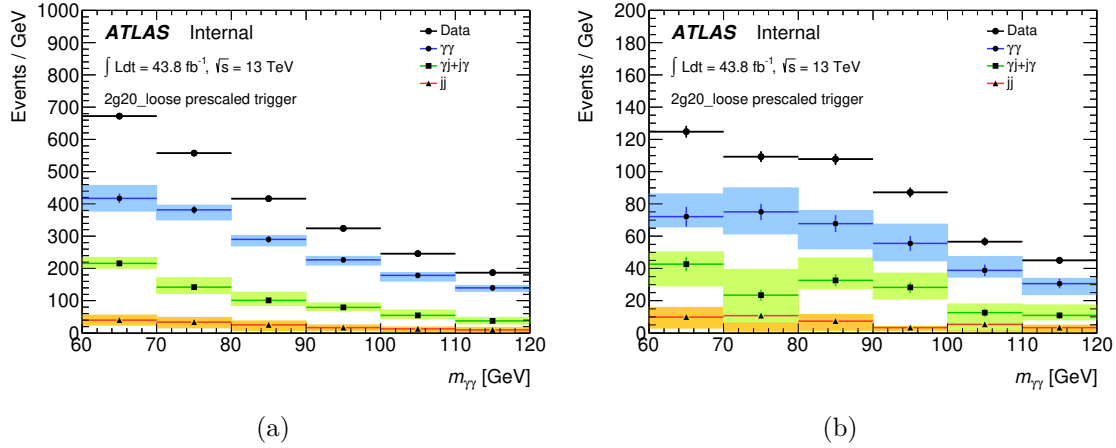 Events / GeV
1000
900
800
700
600
500
400
300
200
100
0
ATLAS Internal
∫ Ldt = 43.8 fb⁻¹, √s = 13 TeV
2g20_loose prescaled trigger
Data
γγ
γj+jγ
jj
60 70 80 90 100 110 120
m_γγ [GeV]
(a)
Events / GeV
200
180
160
140
120
100
80
60
40
20
0
ATLAS Internal
∫ Ldt = 43.8 fb⁻¹, √s = 13 TeV
2g20_loose prescaled trigger
Data
γγ
γj+jγ
jj
60 70 80 90 100 110 120
m_γγ [GeV]
(b)